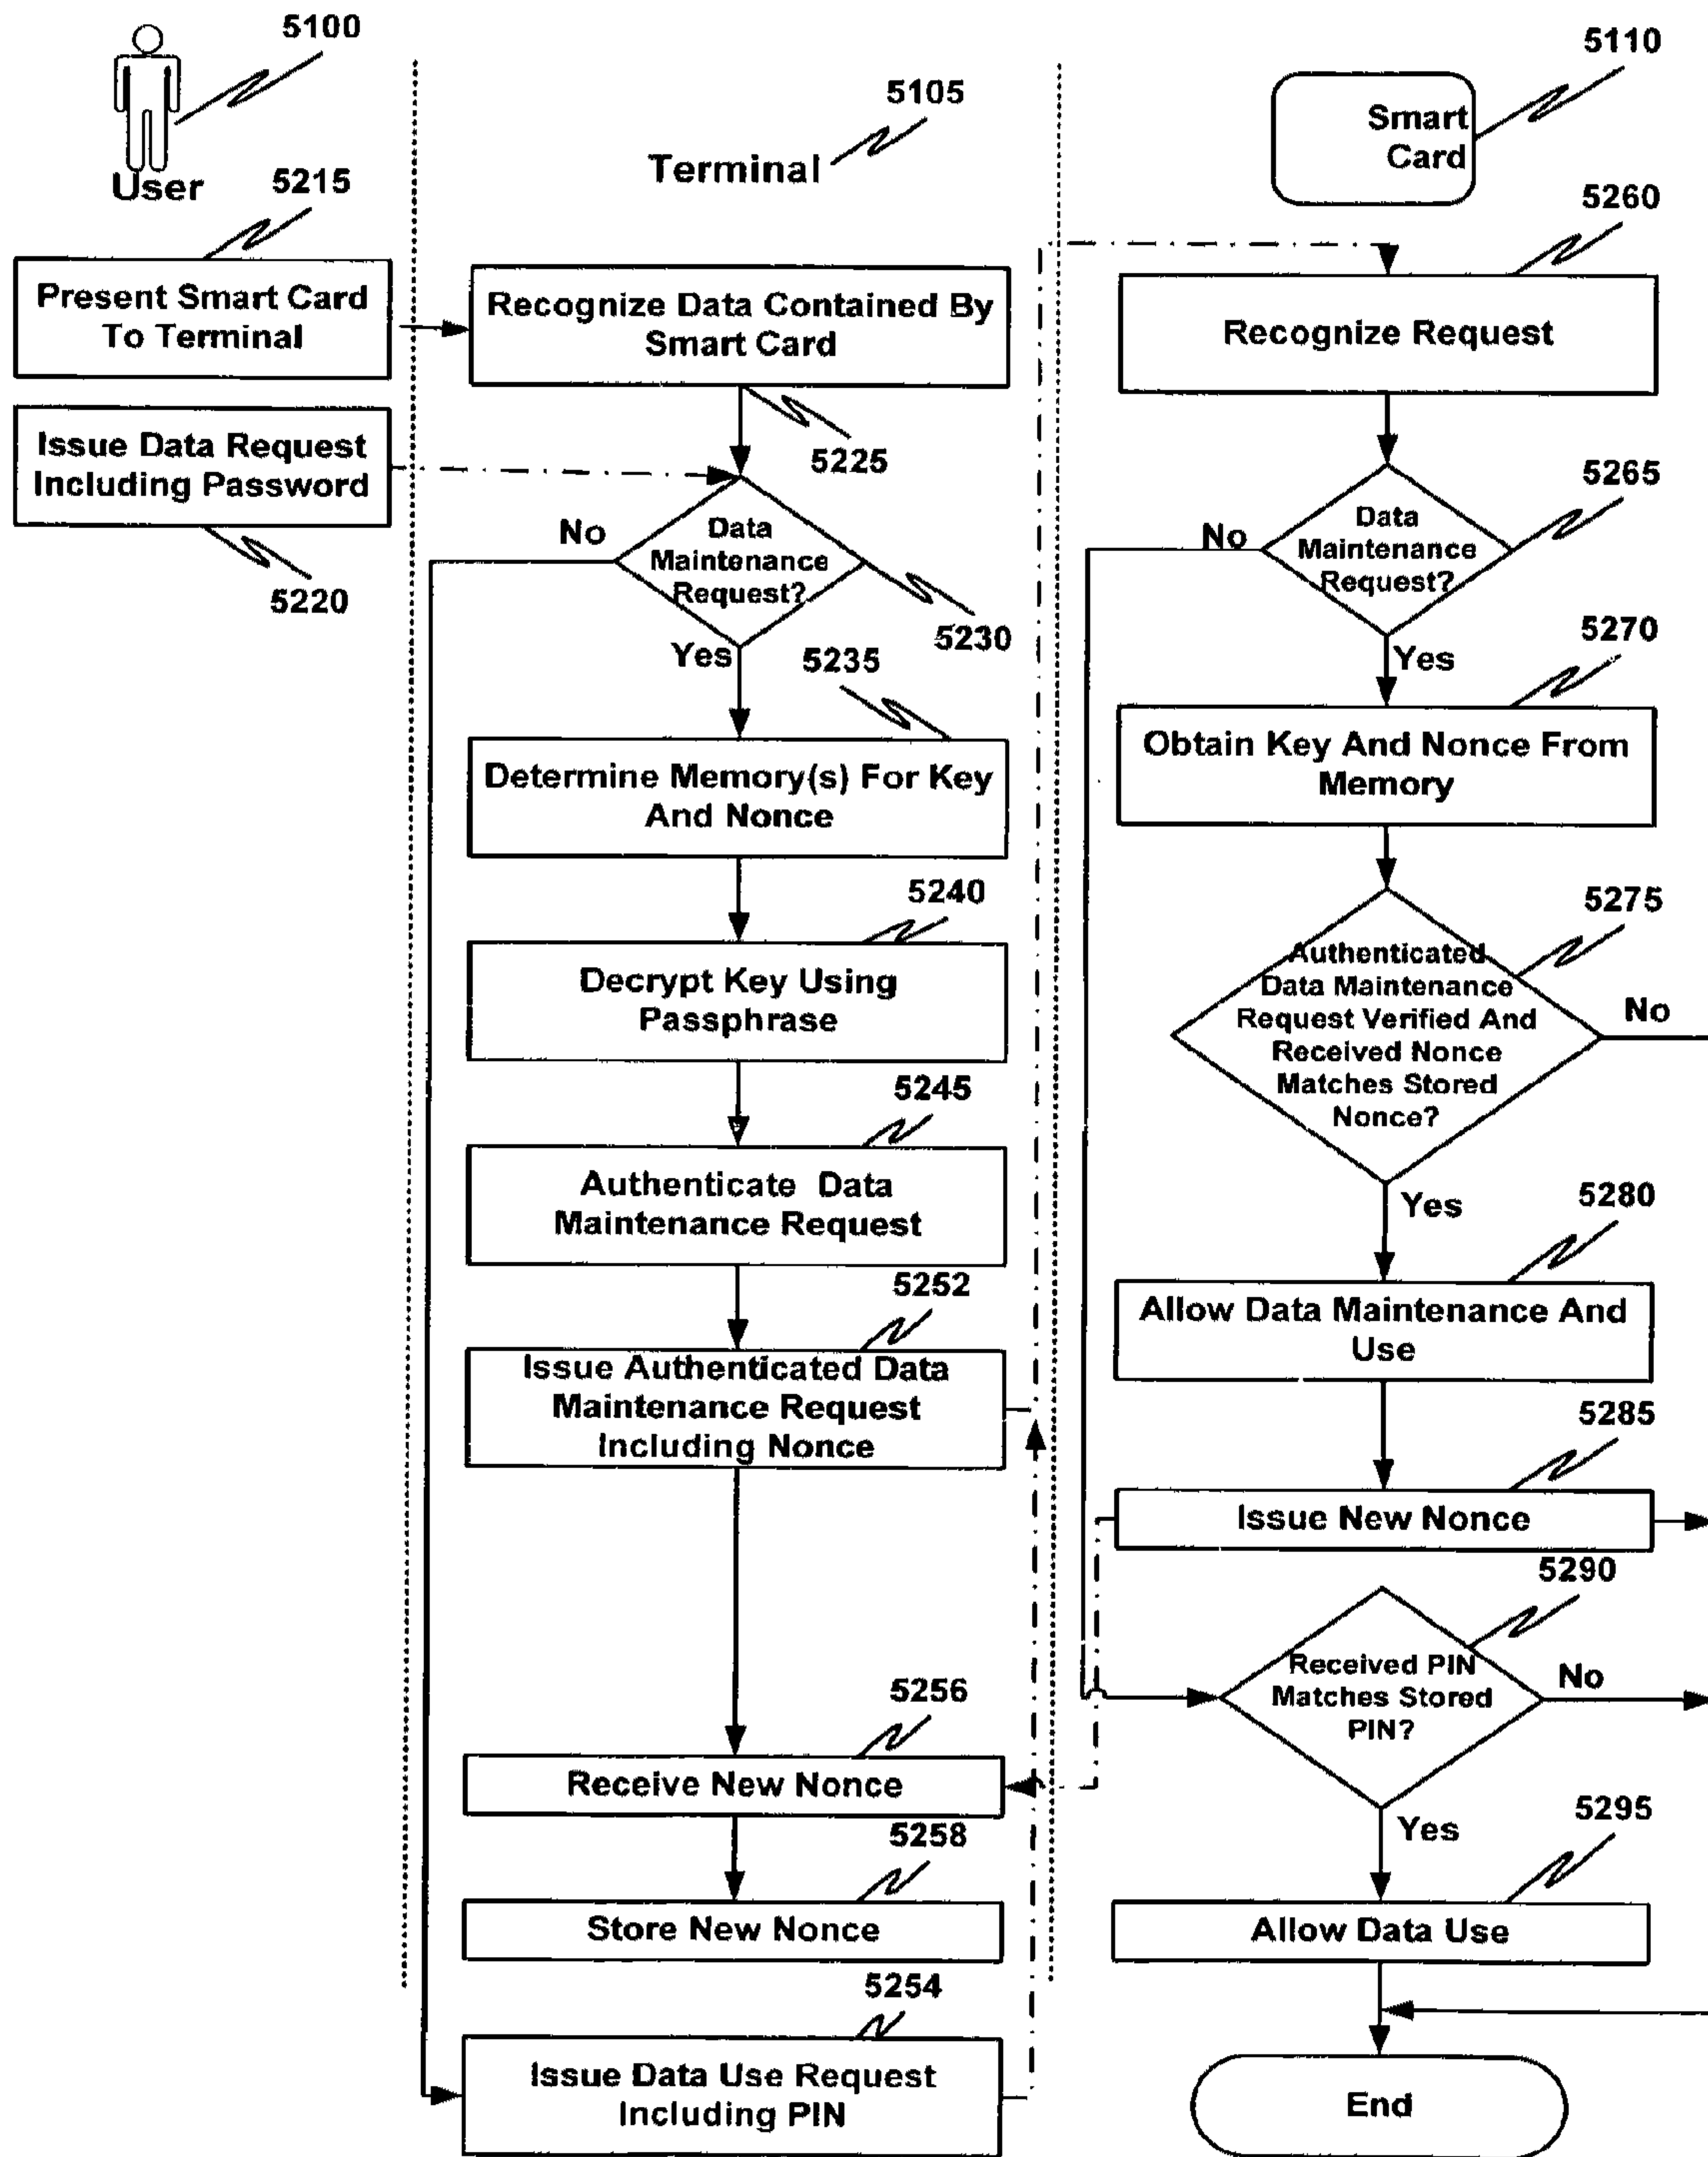 5100
User
5215
Present Smart Card
To Terminal
Issue Data Request
Including Password
5220
5105
Terminal
Recognize Data Contained By
Smart Card
5225
No
Data
Maintenance
Request?
5230
Yes
5235
Determine Memory(s) For Key
And Nonce
5240
Decrypt Key Using
Passphrase
5245
Authenticate Data
Maintenance Request
5252
Issue Authenticated Data
Maintenance Request
Including Nonce
5256
Receive New Nonce
5258
Store New Nonce
5254
Issue Data Use Request
Including PIN
5110
Smart
Card
5260
Recognize Request
5265
No
Data
Maintenance
Request?
Yes
5270
Obtain Key And Nonce From
Memory
5275
Authenticated
Data Maintenance
Request Verified And
Received Nonce
Matches Stored
Nonce?
No
Yes
5280
Allow Data Maintenance And
Use
5285
Issue New Nonce
5290
Received PIN
Matches Stored
PIN?
No
Yes
5295
Allow Data Use
End